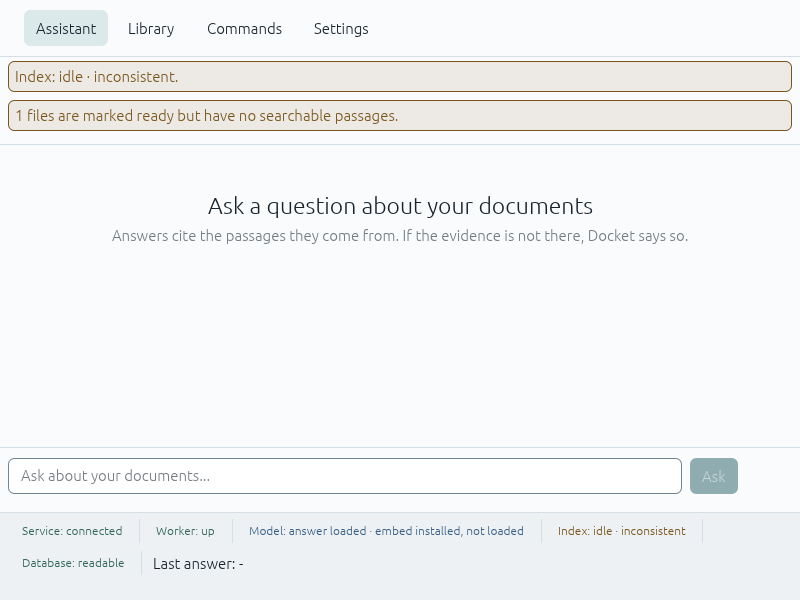 Assistant Library Commands Settings
Index: idle · inconsistent.
1 files are marked ready but have no searchable passages.
Ask a question about your documents
Answers cite the passages they come from. If the evidence is not there, Docket says so.
Ask about your documents... Ask
Service: connected Worker: up Model: answer loaded · embed installed, not loaded Index: idle · inconsistent
Database: readable Last answer: -